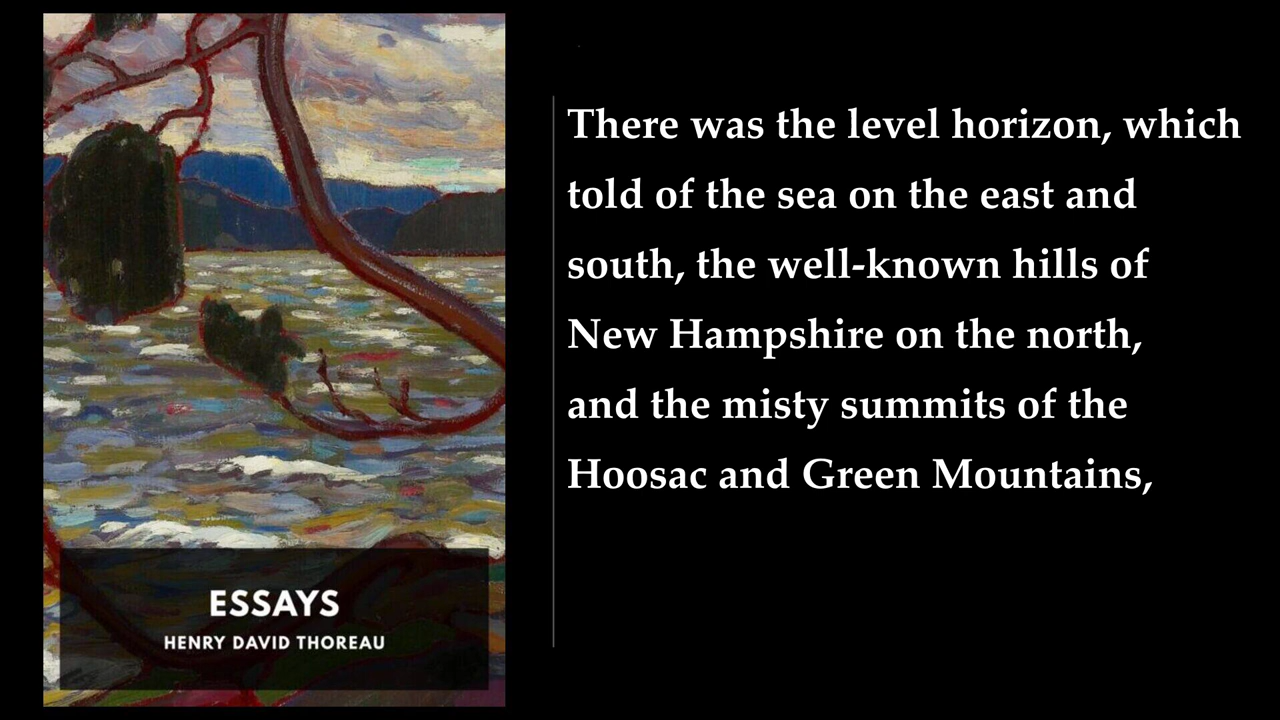 There was the level horizon, which
told of the sea on the east and
south, the well-known hills of
New Hampshire on the north,
and the misty summits of the
Hoosac and Green Mountains,
ESSAYS
HENRY DAVID THOREAU